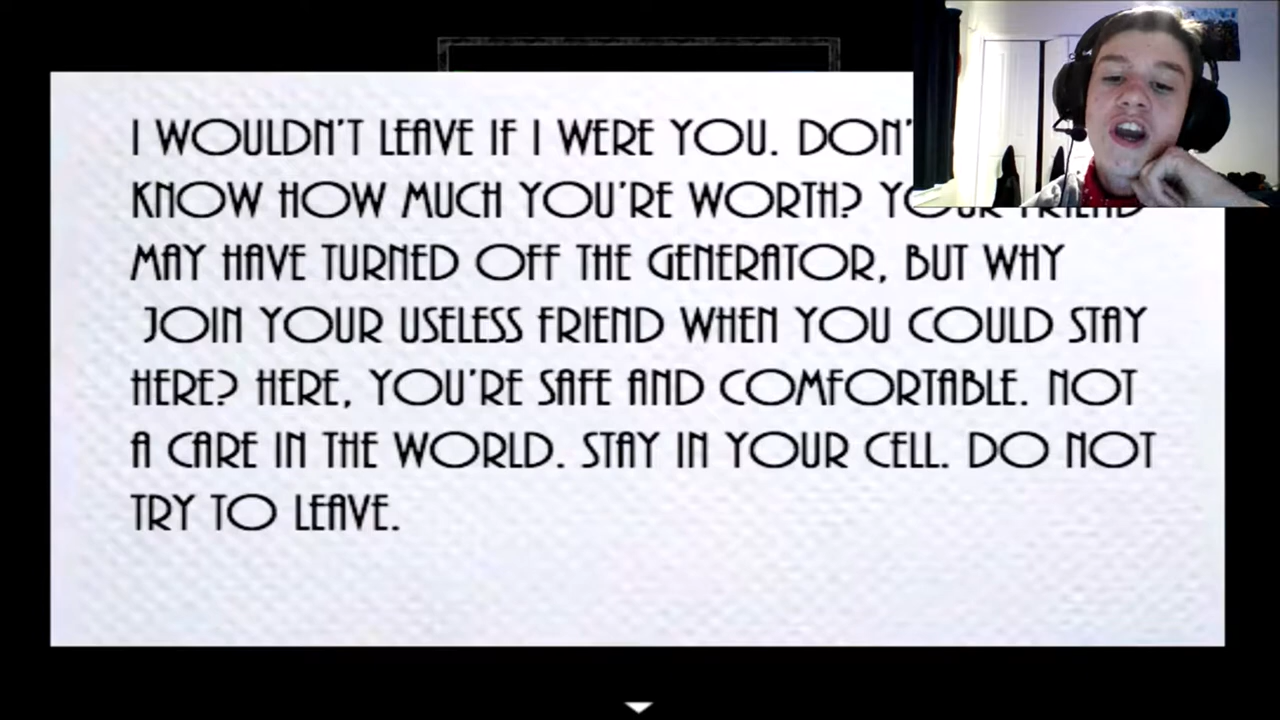 I WOULDN'T LEAVE IF I WERE YOU. DON'
KNOW HOW MUCH YOU'RE WORTH? YOUR FRIEND
MAY HAVE TURNED OFF THE GENERATOR, BUT WHY
JOIN YOUR USELESS FRIEND WHEN YOU COULD STAY
HERE? HERE, YOU'RE SAFE AND COMFORTABLE. NOT
A CARE IN THE WORLD. STAY IN YOUR CELL. DO NOT
TRY TO LEAVE.